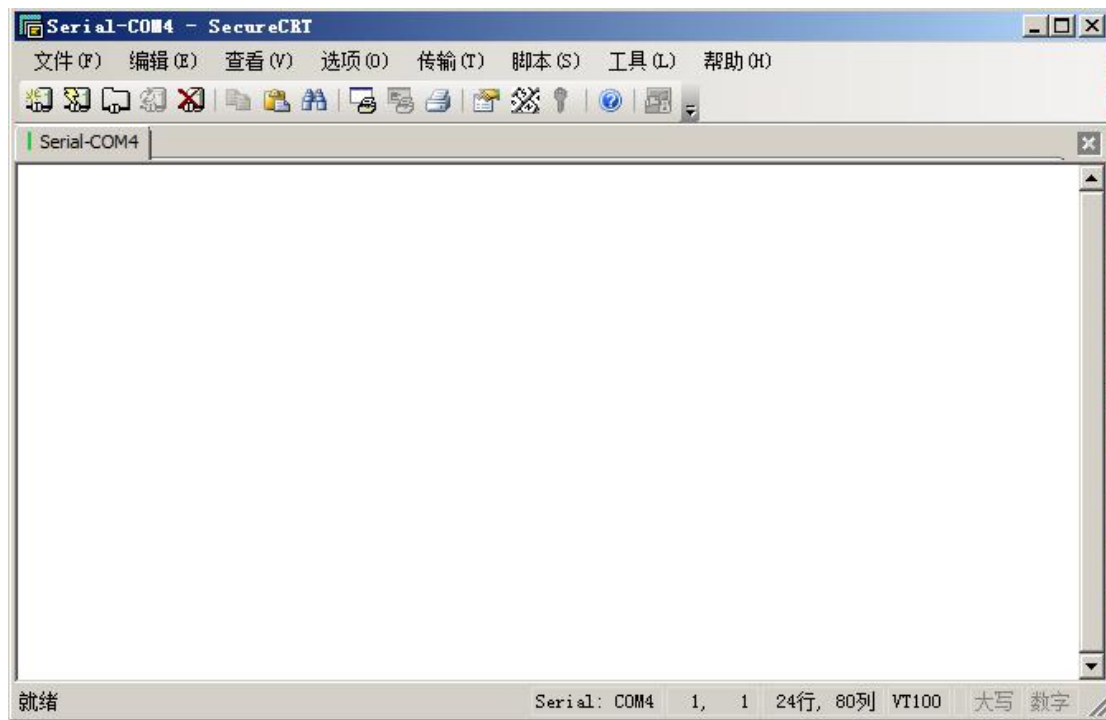 Serial-COM4 - SecureCRT
文件(F) 编辑(E) 查看(V) 选项(O) 传输(T) 脚本(S) 工具(L) 帮助(H)
Serial-COM4
就绪 Serial: COM4 1, 1 24行, 80列 VT100 大写 数字